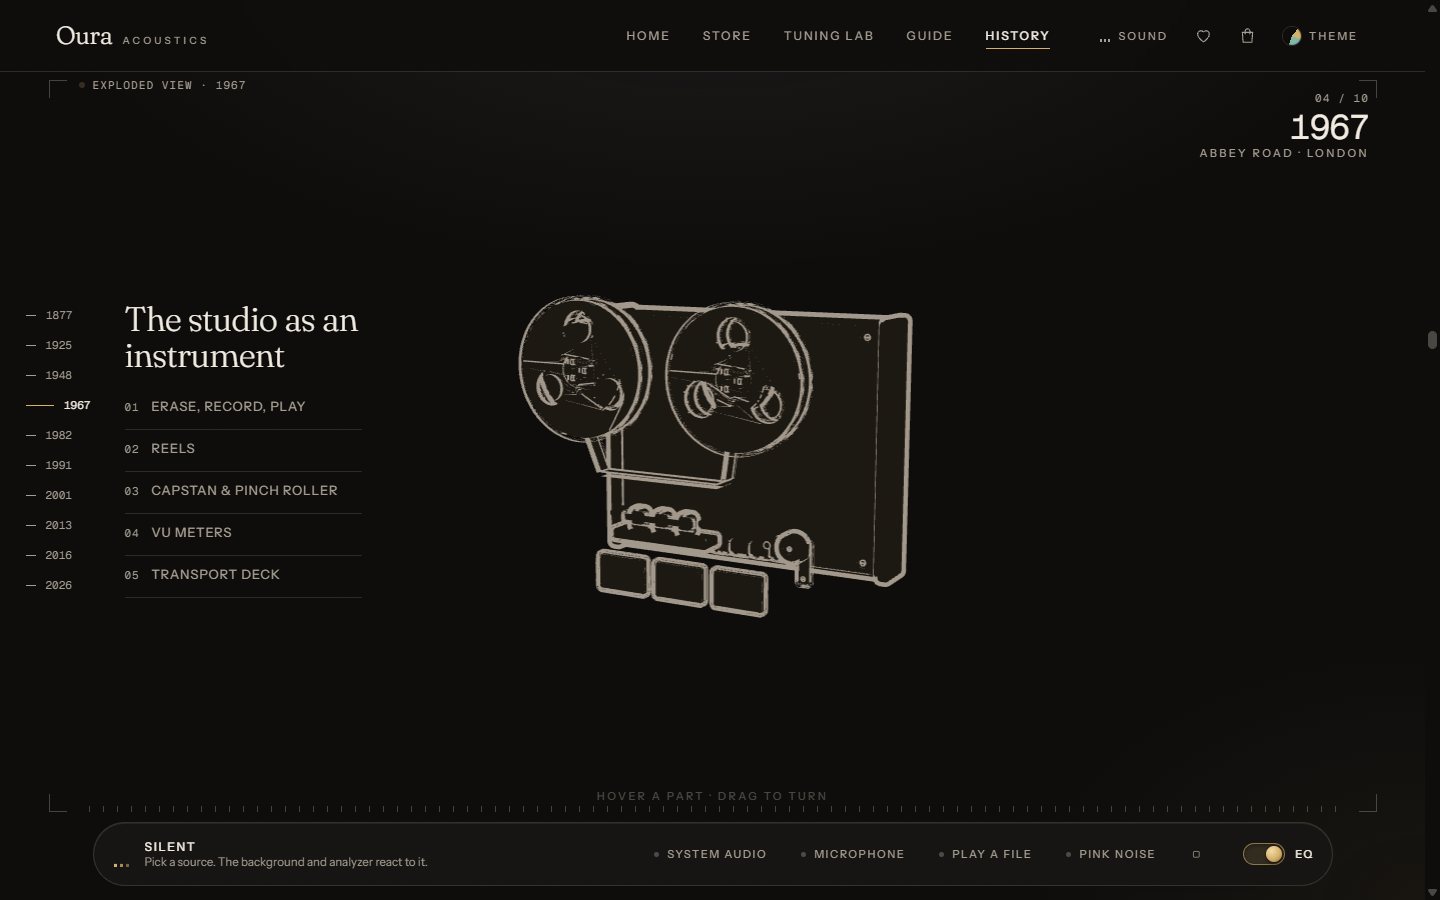 Oura ACOUSTICS
HOME STORE TUNING LAB GUIDE HISTORY SOUND THEME
EXPLODED VIEW · 1967
04 / 10
1967
ABBEY ROAD · LONDON
1877
1925
1948
1967
1982
1991
2001
2013
2016
2026
The studio as an
instrument
01 ERASE, RECORD, PLAY
02 REELS
03 CAPSTAN & PINCH ROLLER
04 VU METERS
05 TRANSPORT DECK
HOVER A PART · DRAG TO TURN
SILENT
Pick a source. The background and analyzer react to it.
SYSTEM AUDIO MICROPHONE PLAY A FILE PINK NOISE EQ